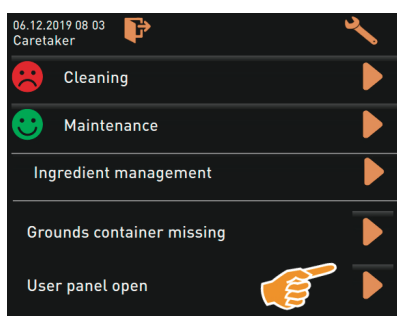 06.12.2019 08 03
Caretaker
Cleaning
Maintenance
Ingredient management
Grounds container missing
User panel open